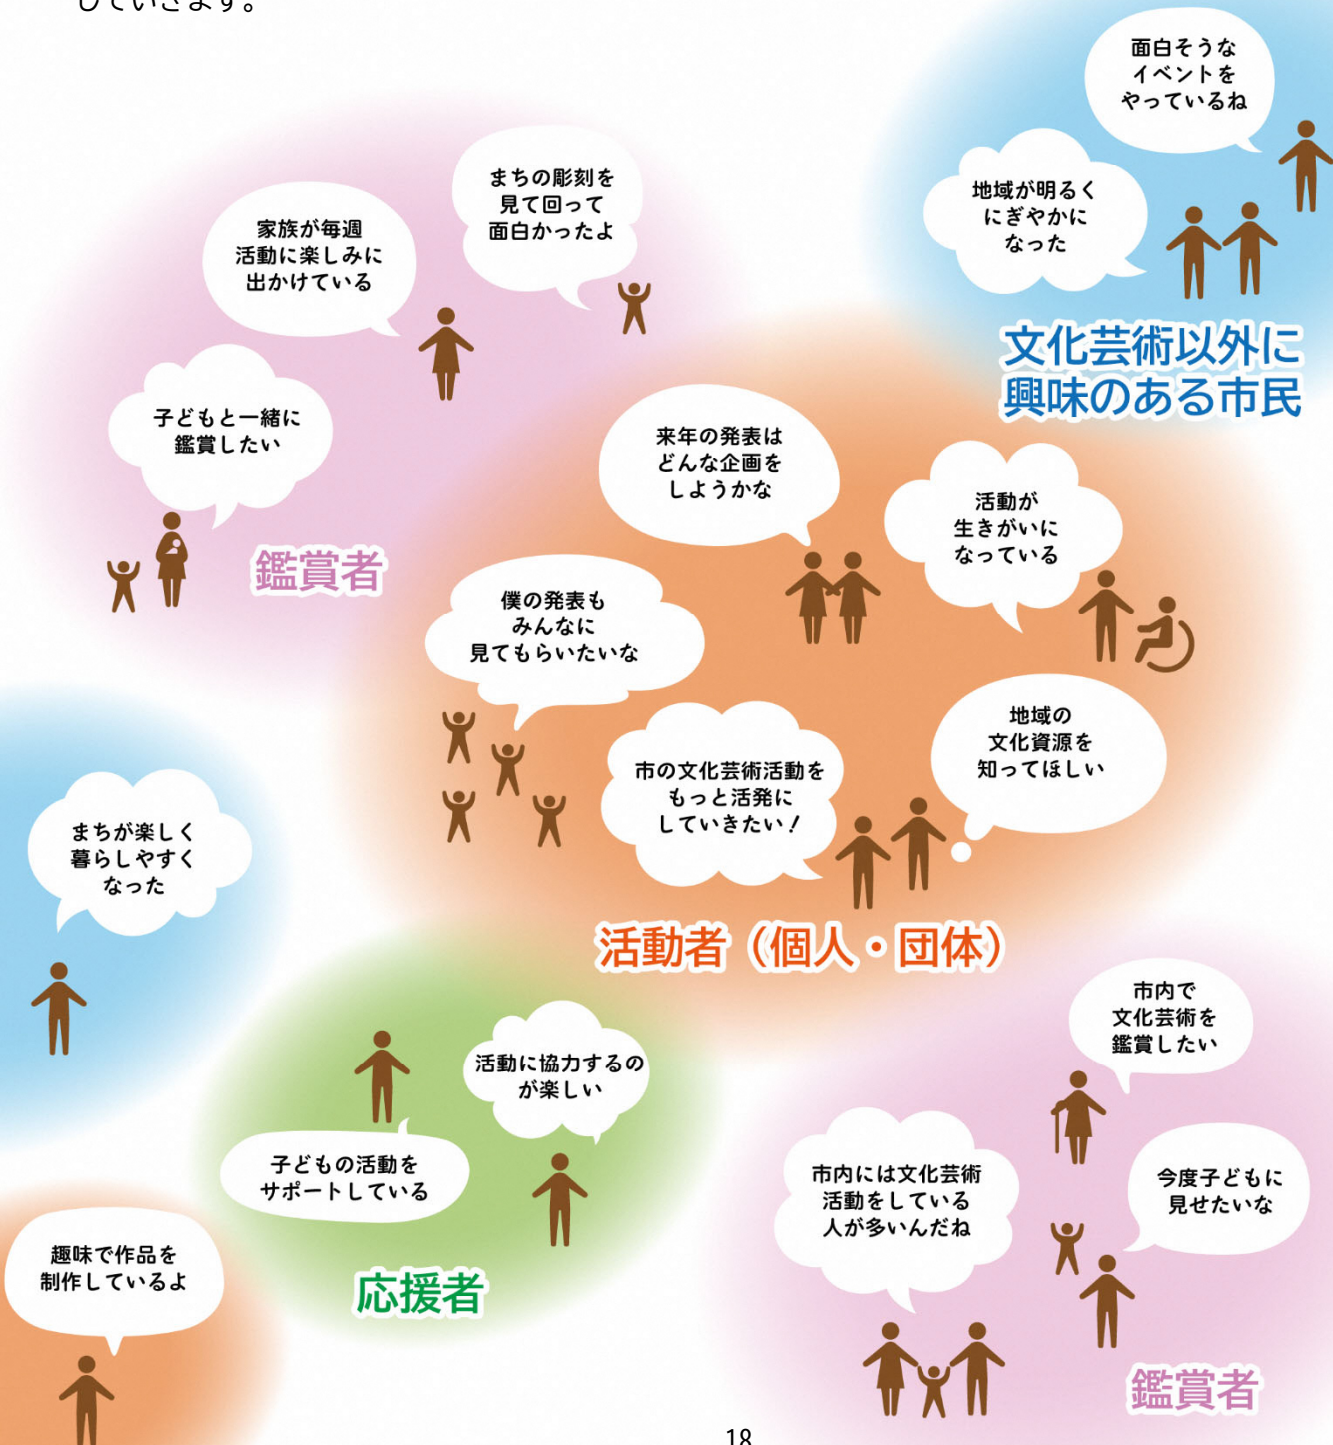 していきます。
面白そうな
イベントを
やっているね
地域が明るく
にぎやかに
なった
文化芸術以外に
興味のある市民
まちの彫刻を
見て回って
面白かったよ
家族が毎週
活動に楽しみに
出かけている
子どもと一緒に
鑑賞したい
鑑賞者
来年の発表は
どんな企画を
しようかな
活動が
生きがいに
なっている
僕の発表も
みんなに
見てもらいたいな
市の文化芸術活動を
もっと活発に
していきたい！
地域の
文化資源を
知ってほしい
活動者（個人・団体）
まちが楽しく
暮らしやすく
なった
活動に協力するの
が楽しい
子どもの活動を
サポートしている
応援者
趣味で作品を
制作しているよ
市内で
文化芸術を
鑑賞したい
今度子どもに
見せたいな
市内には文化芸術
活動をしている
人が多いんだね
鑑賞者
18